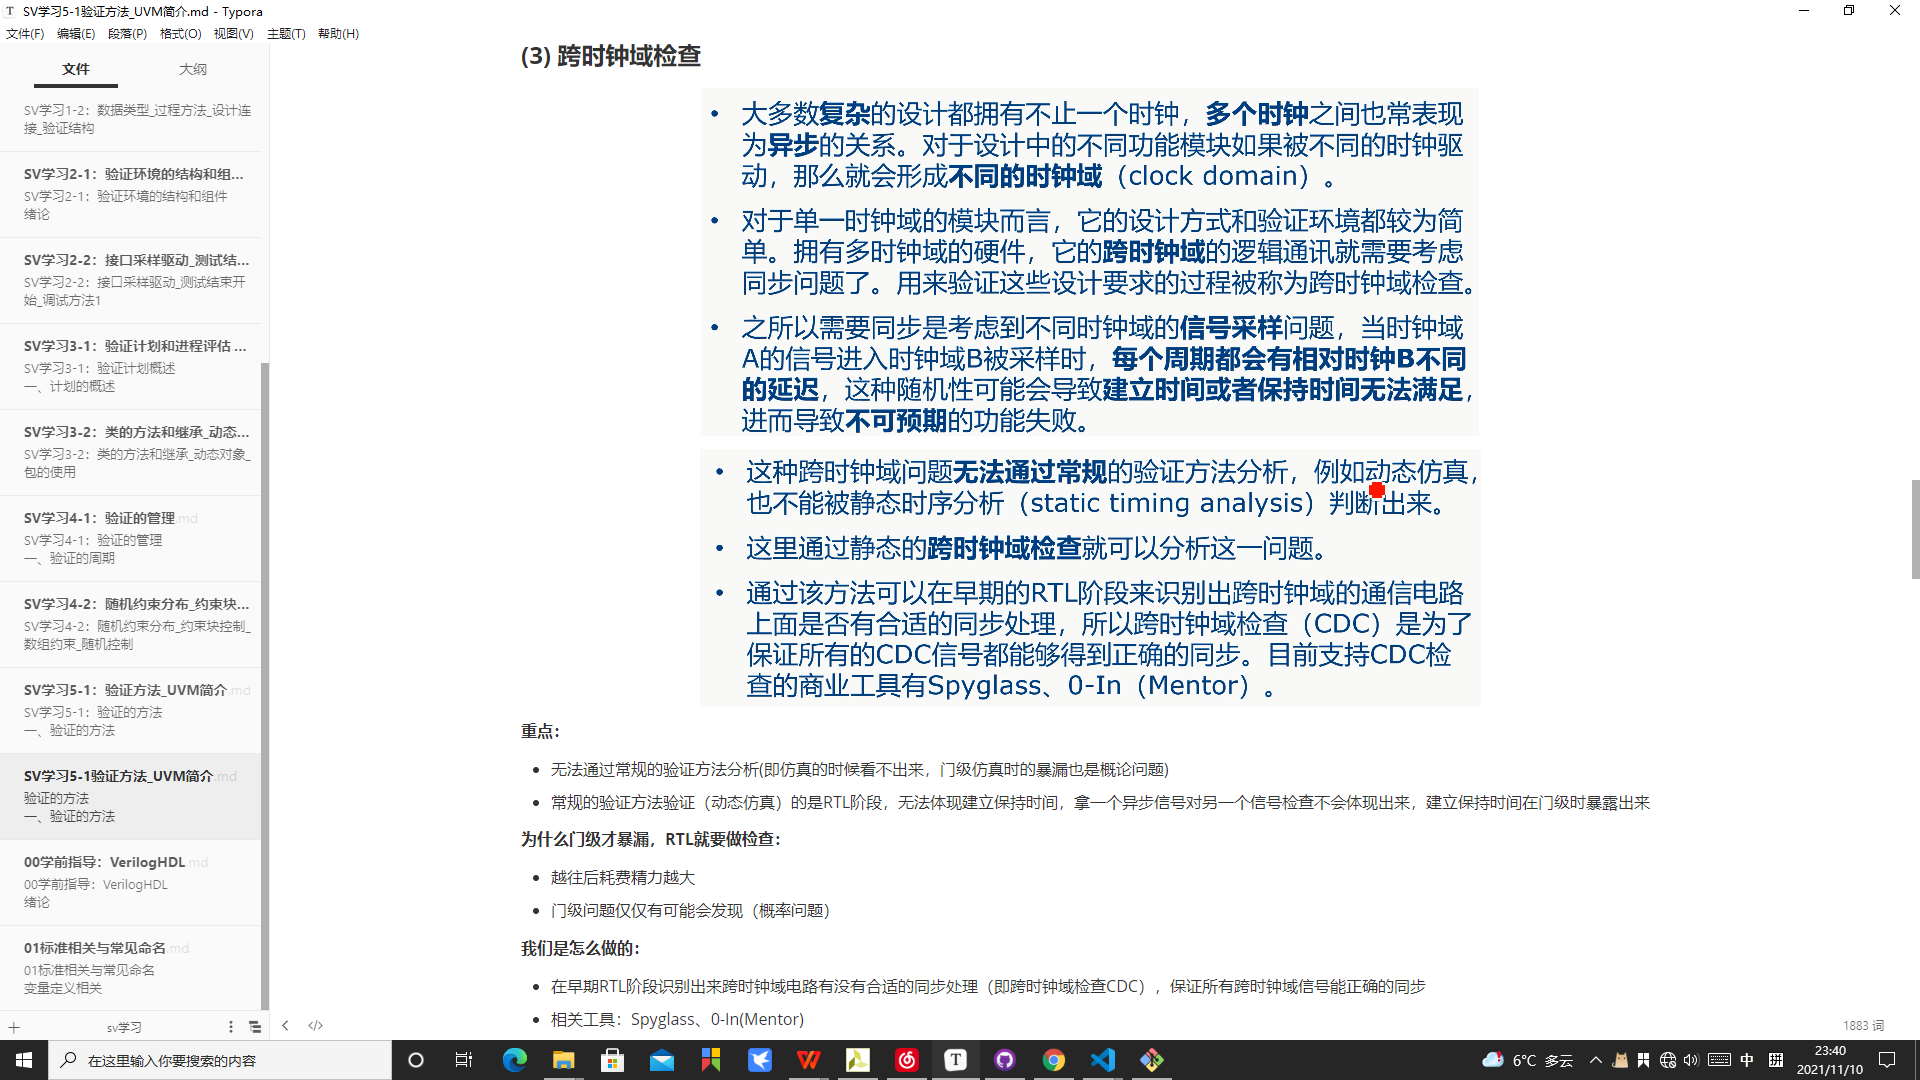 SV学习5-1验证方法_UVM简介.md - Typora
文件(F) 编辑(E) 段落(P) 格式(O) 视图(V) 主题(T) 帮助(H)
文件 大纲
SV学习1-2：数据类型_过程方法_设计连
接_验证结构
SV学习2-1：验证环境的结构和组...
SV学习2-1：验证环境的结构和组件
绪论
SV学习2-2：接口采样驱动_测试结...
SV学习2-2：接口采样驱动_测试结束开
始_调试方法1
SV学习3-1：验证计划和进程评估 ...
SV学习3-1：验证计划概述
一、计划的概述
SV学习3-2：类的方法和继承_动态...
SV学习3-2：类的方法和继承_动态对象_
包的使用
SV学习4-1：验证的管理.md
SV学习4-1：验证的管理
一、验证的周期
SV学习4-2：随机约束分布_约束块...
SV学习4-2：随机约束分布_约束块控制_
数组约束_随机控制
SV学习5-1：验证方法_UVM简介.md
SV学习5-1：验证的方法
一、验证的方法
SV学习5-1验证方法_UVM简介.md
验证的方法
一、验证的方法
00学前指导：VerilogHDL.md
00学前指导：VerilogHDL
绪论
01标准相关与常见命名.md
01标准相关与常见命名
变量定义相关
sv学习
(3) 跨时钟域检查
• 大多数复杂的设计都拥有不止一个时钟，多个时钟之间也常表现
为异步的关系。对于设计中的不同功能模块如果被不同的时钟驱
动，那么就会形成不同的时钟域（clock domain）。
• 对于单一时钟域的模块而言，它的设计方式和验证环境都较为简
单。拥有多时钟域的硬件，它的跨时钟域的逻辑通讯就需要考虑
同步问题了。用来验证这些设计要求的过程被称为跨时钟域检查。
• 之所以需要同步是考虑到不同时钟域的信号采样问题，当时钟域
A的信号进入时钟域B被采样时，每个周期都会有相对时钟B不同
的延迟，这种随机性可能会导致建立时间或者保持时间无法满足，
进而导致不可预期的功能失败。
• 这种跨时钟域问题无法通过常规的验证方法分析，例如动态仿真，
也不能被静态时序分析（static timing analysis）判断出来。
• 这里通过静态的跨时钟域检查就可以分析这一问题。
• 通过该方法可以在早期的RTL阶段来识别出跨时钟域的通信电路
上面是否有合适的同步处理，所以跨时钟域检查（CDC）是为了
保证所有的CDC信号都能够得到正确的同步。目前支持CDC检
查的商业工具有Spyglass、0-In（Mentor）。
重点：
• 无法通过常规的验证方法分析(即仿真的时候看不出来，门级仿真时的暴漏也是概论问题)
• 常规的验证方法验证（动态仿真）的是RTL阶段，无法体现建立保持时间，拿一个异步信号对另一个信号检查不会体现出来，建立保持时间在门级时暴露出来
为什么门级才暴漏，RTL就要做检查：
• 越往后耗费精力越大
• 门级问题仅仅有可能会发现（概率问题）
我们是怎么做的：
• 在早期RTL阶段识别出来跨时钟域电路有没有合适的同步处理（即跨时钟域检查CDC），保证所有跨时钟域信号能正确的同步
• 相关工具：Spyglass、0-In(Mentor)
1883 词
在这里输入你要搜索的内容
6°C 多云
中
拼
23:40
2021/11/10